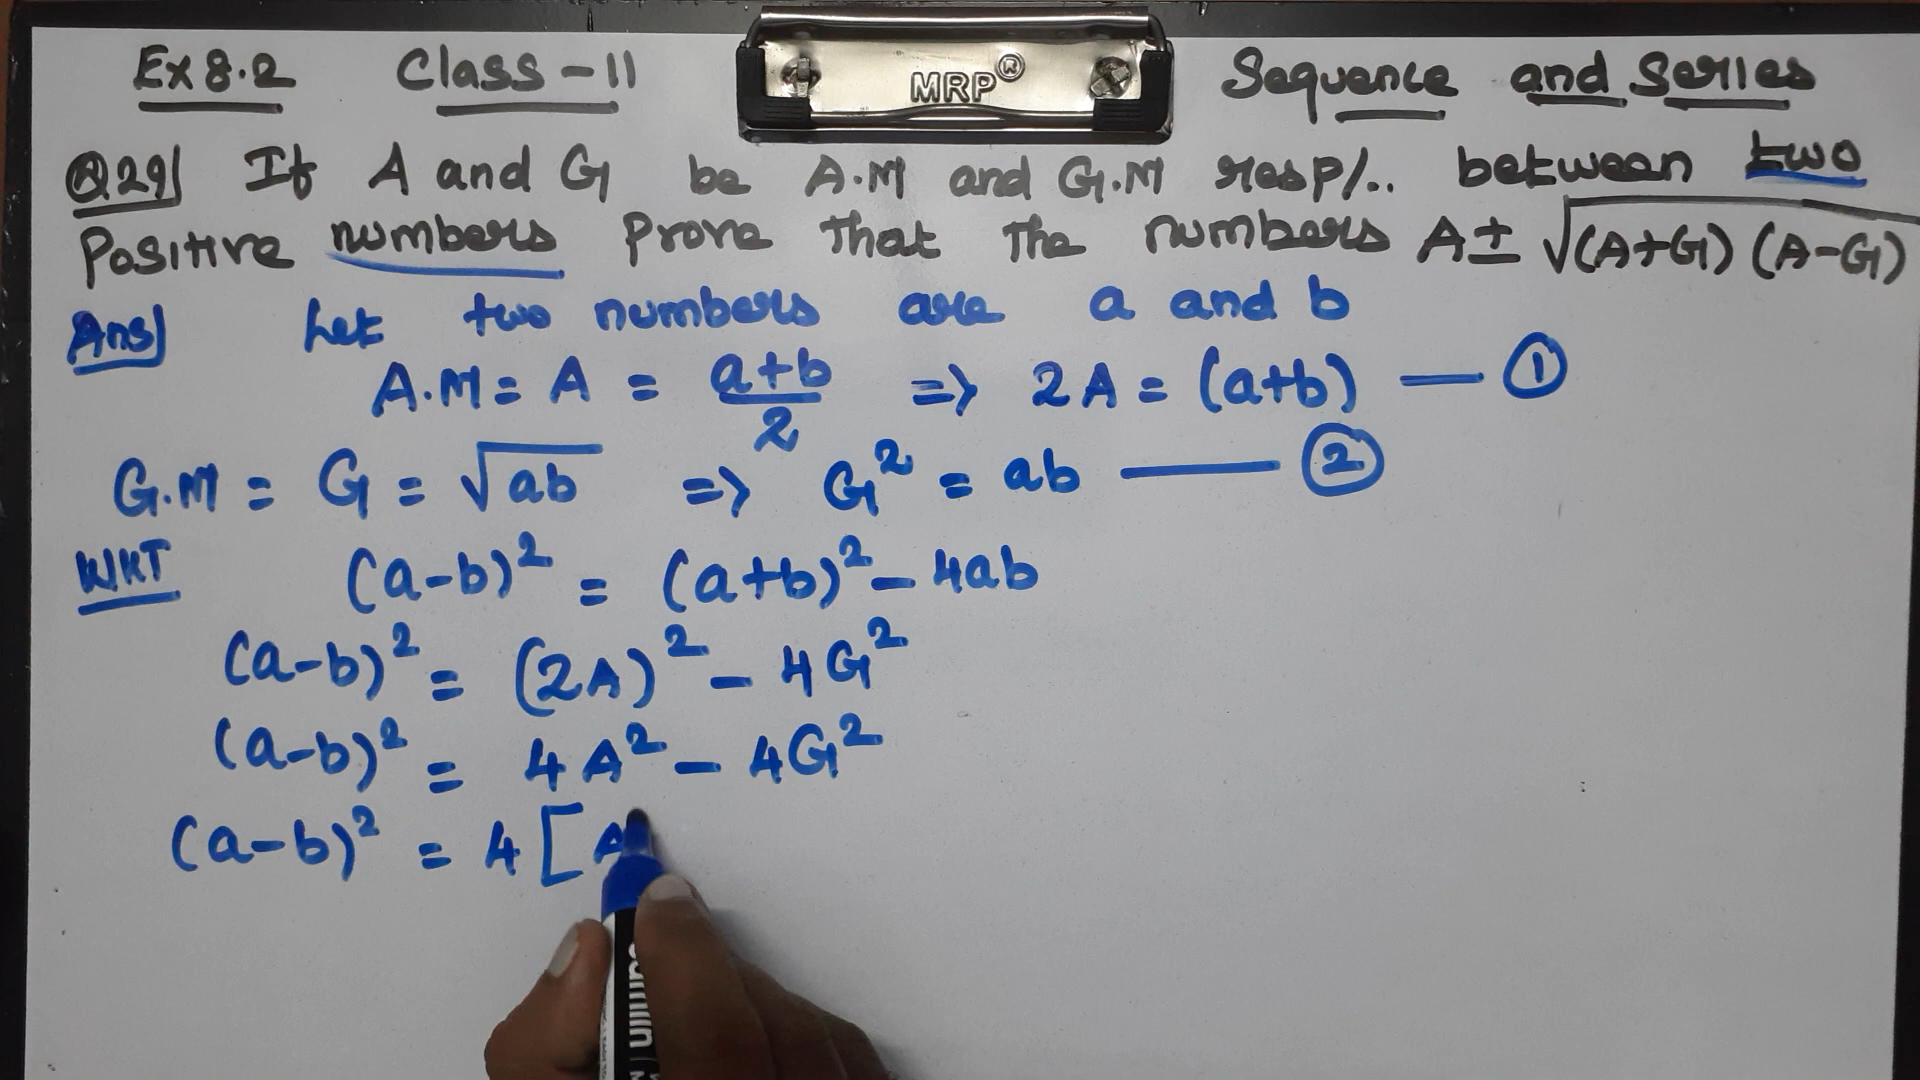 Ex 8.2 Class - 11 MRP® Sequence and Series
Q29) If A and G be A.M and G.M resp/.. between two
Positive numbers Prove that the numbers A ± √(A+G)(A-G)
Ans) Let two numbers are a and b
A.M = A = a+b/2 => 2A = (a+b) — ①
G.M = G = √ab => G² = ab — ②
WKT (a-b)² = (a+b)² - 4ab
(a-b)² = (2A)² - 4G²
(a-b)² = 4A² - 4G²
(a-b)² = 4 [A